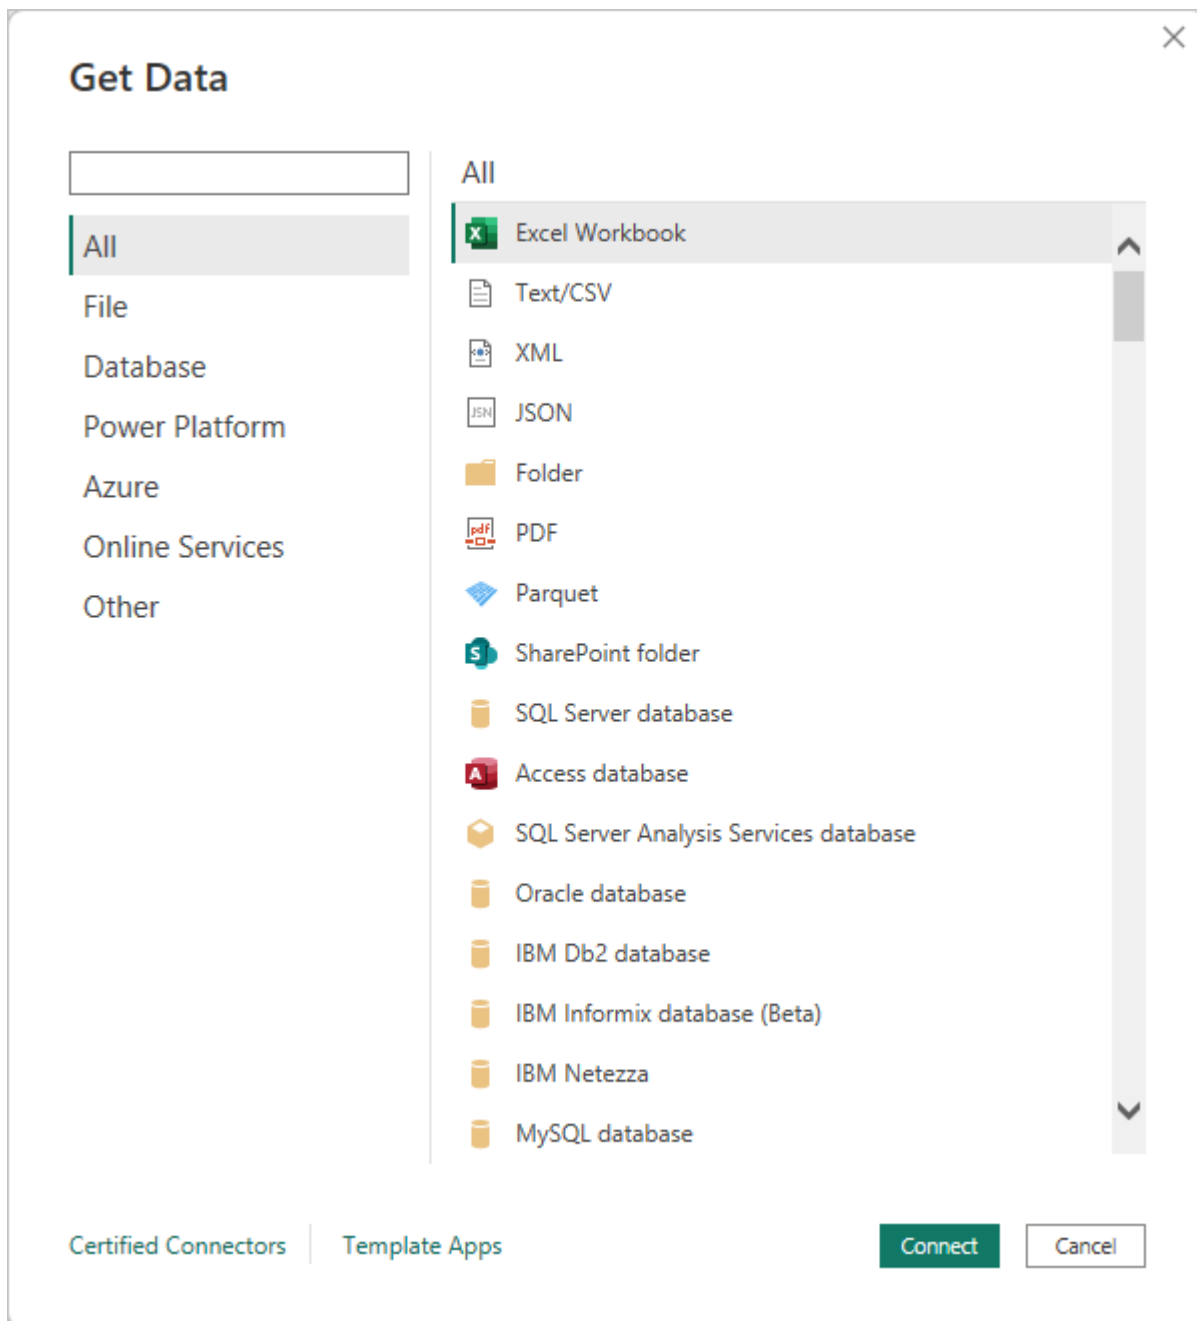 Get Data
All
File
Database
Power Platform
Azure
Online Services
Other
All
Excel Workbook
Text/CSV
XML
JSN JSON
Folder
pdf PDF
Parquet
S SharePoint folder
SQL Server database
A Access database
SQL Server Analysis Services database
Oracle database
IBM Db2 database
IBM Informix database (Beta)
IBM Netezza
MySQL database
Certified Connectors
Template Apps
Connect
Cancel